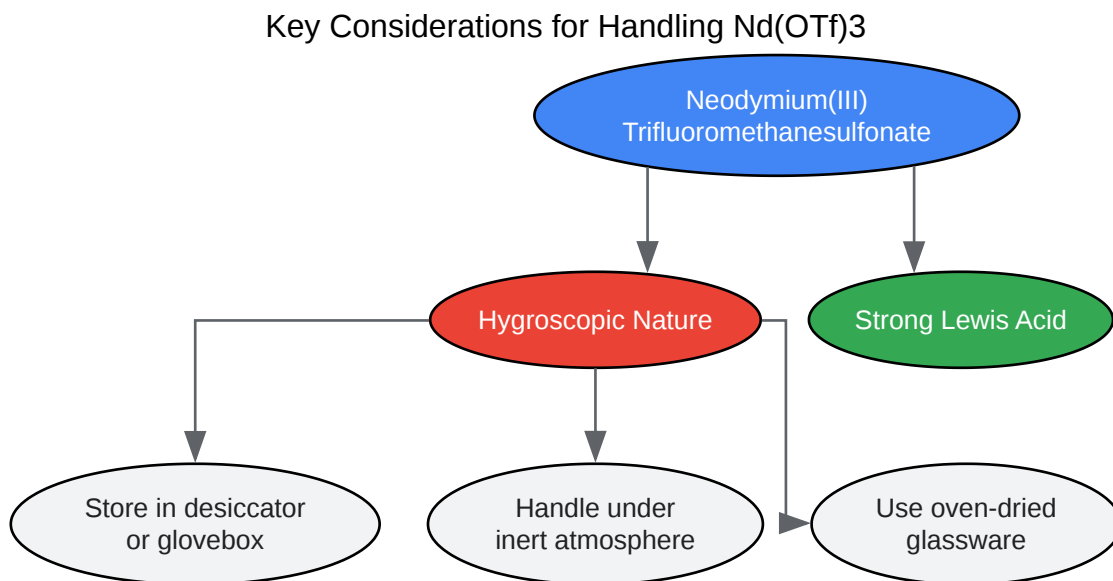 Key Considerations for Handling Nd(OTf)3
Neodymium(III)
Trifluoromethanesulfonate
Hygroscopic Nature
Strong Lewis Acid
Store in desiccator
or glovebox
Handle under
inert atmosphere
Use oven-dried
glassware